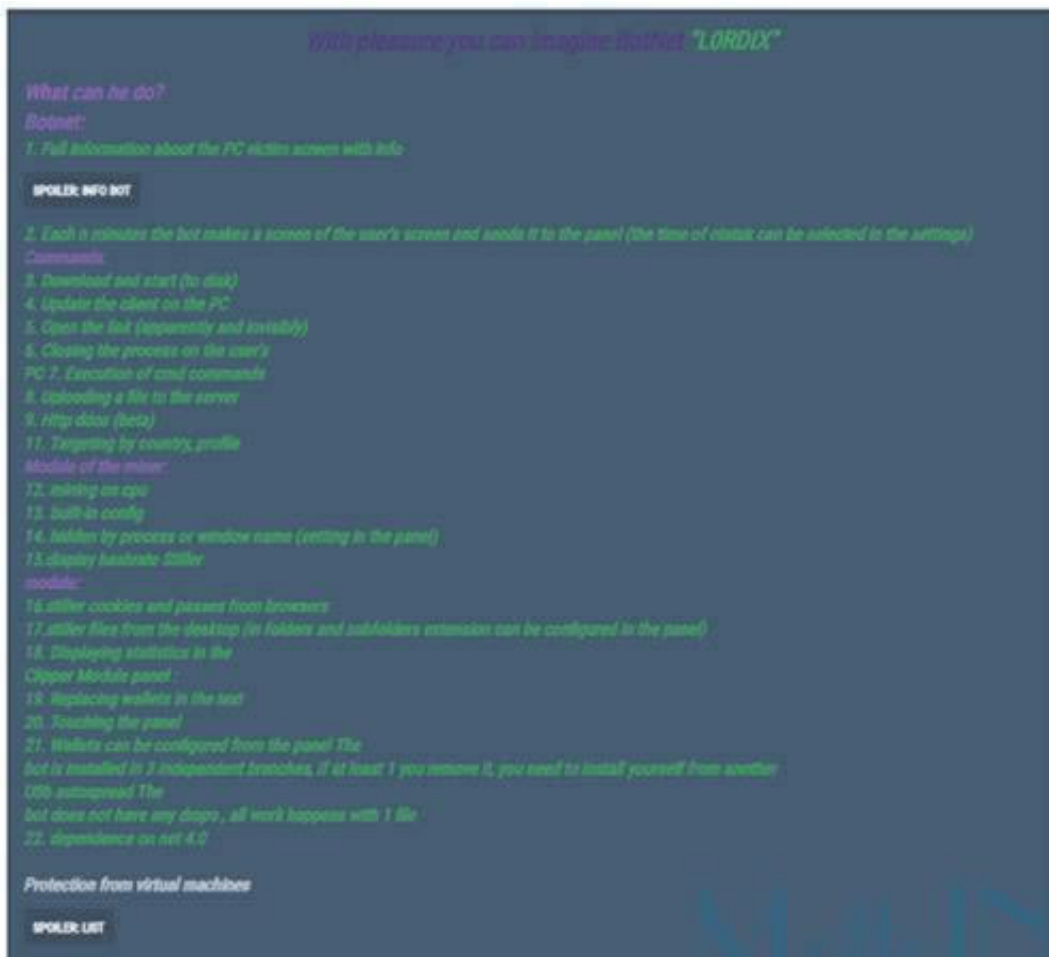 With pleasure you can imagine BotNet "L0RDIX"
What can he do?
Botnet:
1. Full information about the PC victim screen with info
SPOILER: INFO BOT
2. Each n minutes the bot makes a screen of the user's screen and sends it to the panel (the time of status can be selected in the settings)
Commands:
3. Download and start (to disk)
4. Update the client on the PC
5. Open the link (apparently and invisibly)
6. Closing the process on the user's
PC 7. Execution of cmd commands
8. Uploading a file to the server
9. Http ddos (beta)
11. Targeting by country, profile
Module of the miner:
12. mining on cpu
13. built-in config
14. hidden by process or window name (setting in the panel)
15.display hashrate Stiller
module:
16.stiller cookies and passes from browsers
17.stiller files from the desktop (in folders and subfolders extension can be configured in the panel)
18. Displaying statistics in the
Clipper Module panel :
19. Replacing wallets in the text
20. Touching the panel
21. Wallets can be configured from the panel The
bot is installed in 3 independent branches, if at least 1 you remove it, you need to install yourself from another
USB autospread The
bot does not have any drops , all work happens with 1 file
22. dependence on net 4.0
Protection from virtual machines
SPOILER: LIST